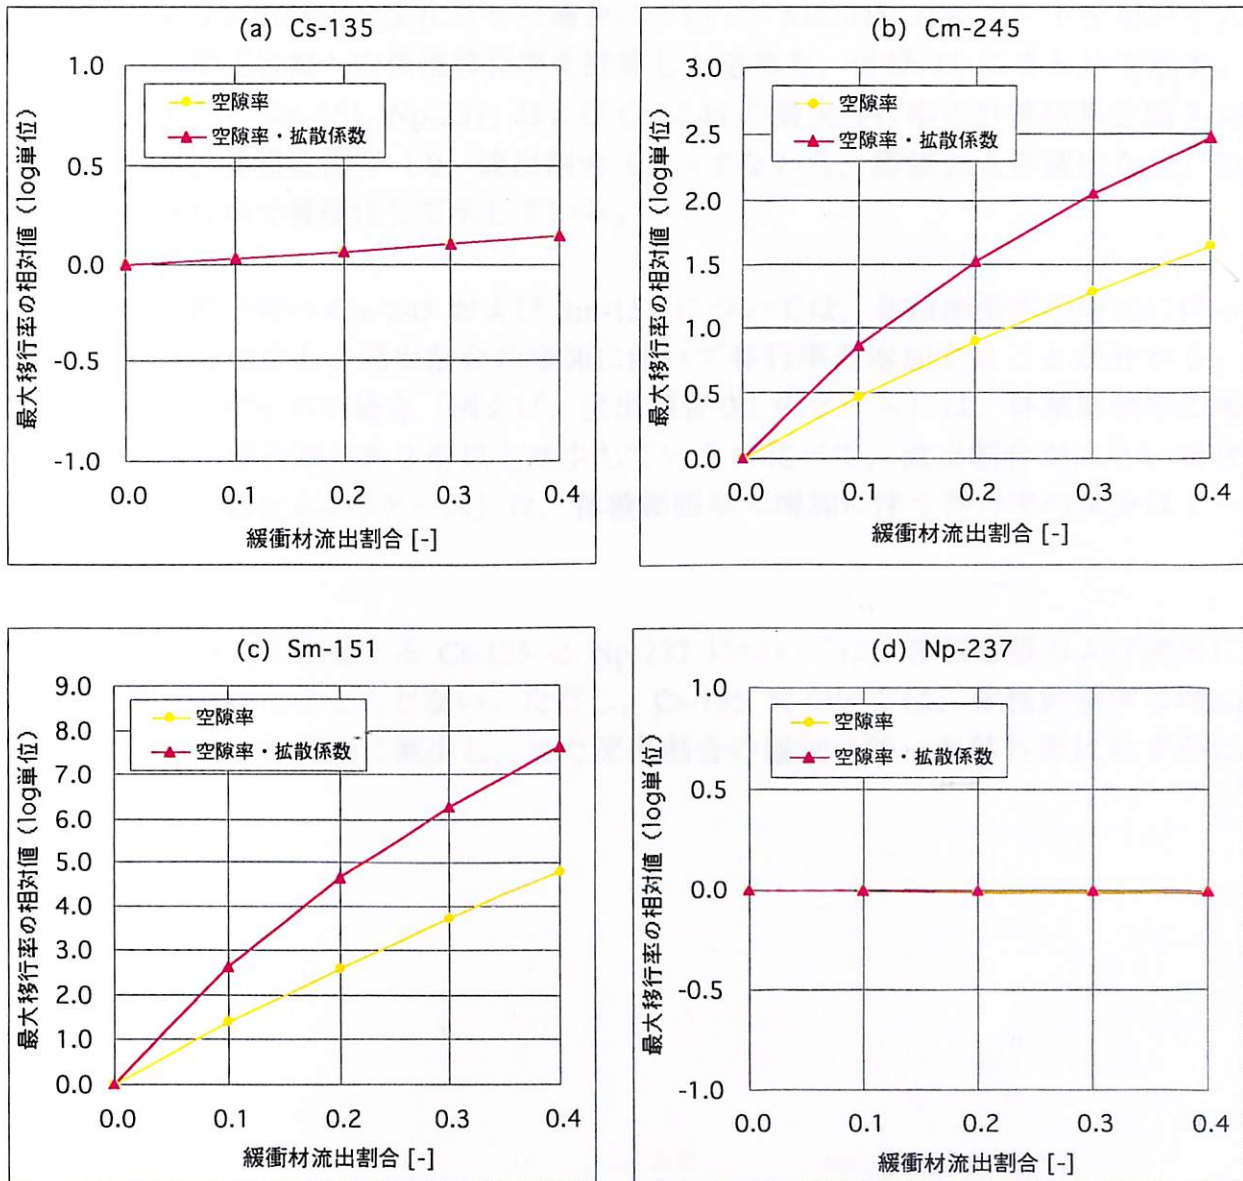 (a) Cs-135
1.0
0.5
0.0
-0.5
-1.0
空隙率
空隙率・拡散係数
最大移行率の相対値（log単位）
0.0 0.1 0.2 0.3 0.4
緩衝材流出割合 [-]
(b) Cm-245
3.0
2.5
2.0
1.5
1.0
0.5
0.0
空隙率
空隙率・拡散係数
最大移行率の相対値（log単位）
0.0 0.1 0.2 0.3 0.4
緩衝材流出割合 [-]
(c) Sm-151
9.0
8.0
7.0
6.0
5.0
4.0
3.0
2.0
1.0
0.0
空隙率
空隙率・拡散係数
最大移行率の相対値（log単位）
0.0 0.1 0.2 0.3 0.4
緩衝材流出割合 [-]
(d) Np-237
1.0
0.5
0.0
-0.5
-1.0
空隙率
空隙率・拡散係数
最大移行率の相対値（log単位）
0.0 0.1 0.2 0.3 0.4
緩衝材流出割合 [-]